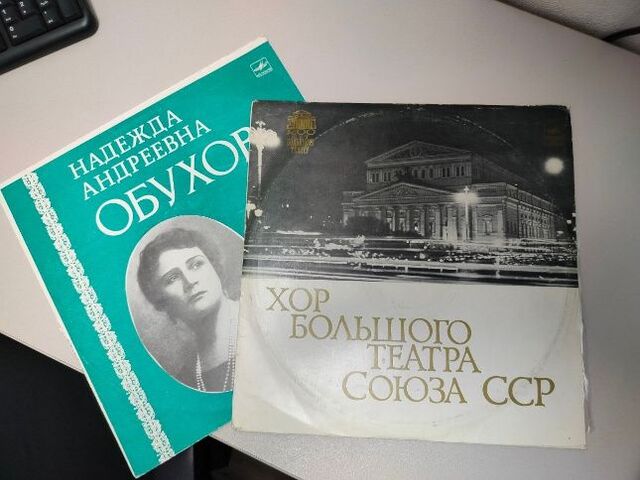 НАДЕЖДА
АНДРЕЕВНА
ОБУХОВ
ХОР
БОЛЬШОГО
ТЕАТРА
СОЮЗА ССР